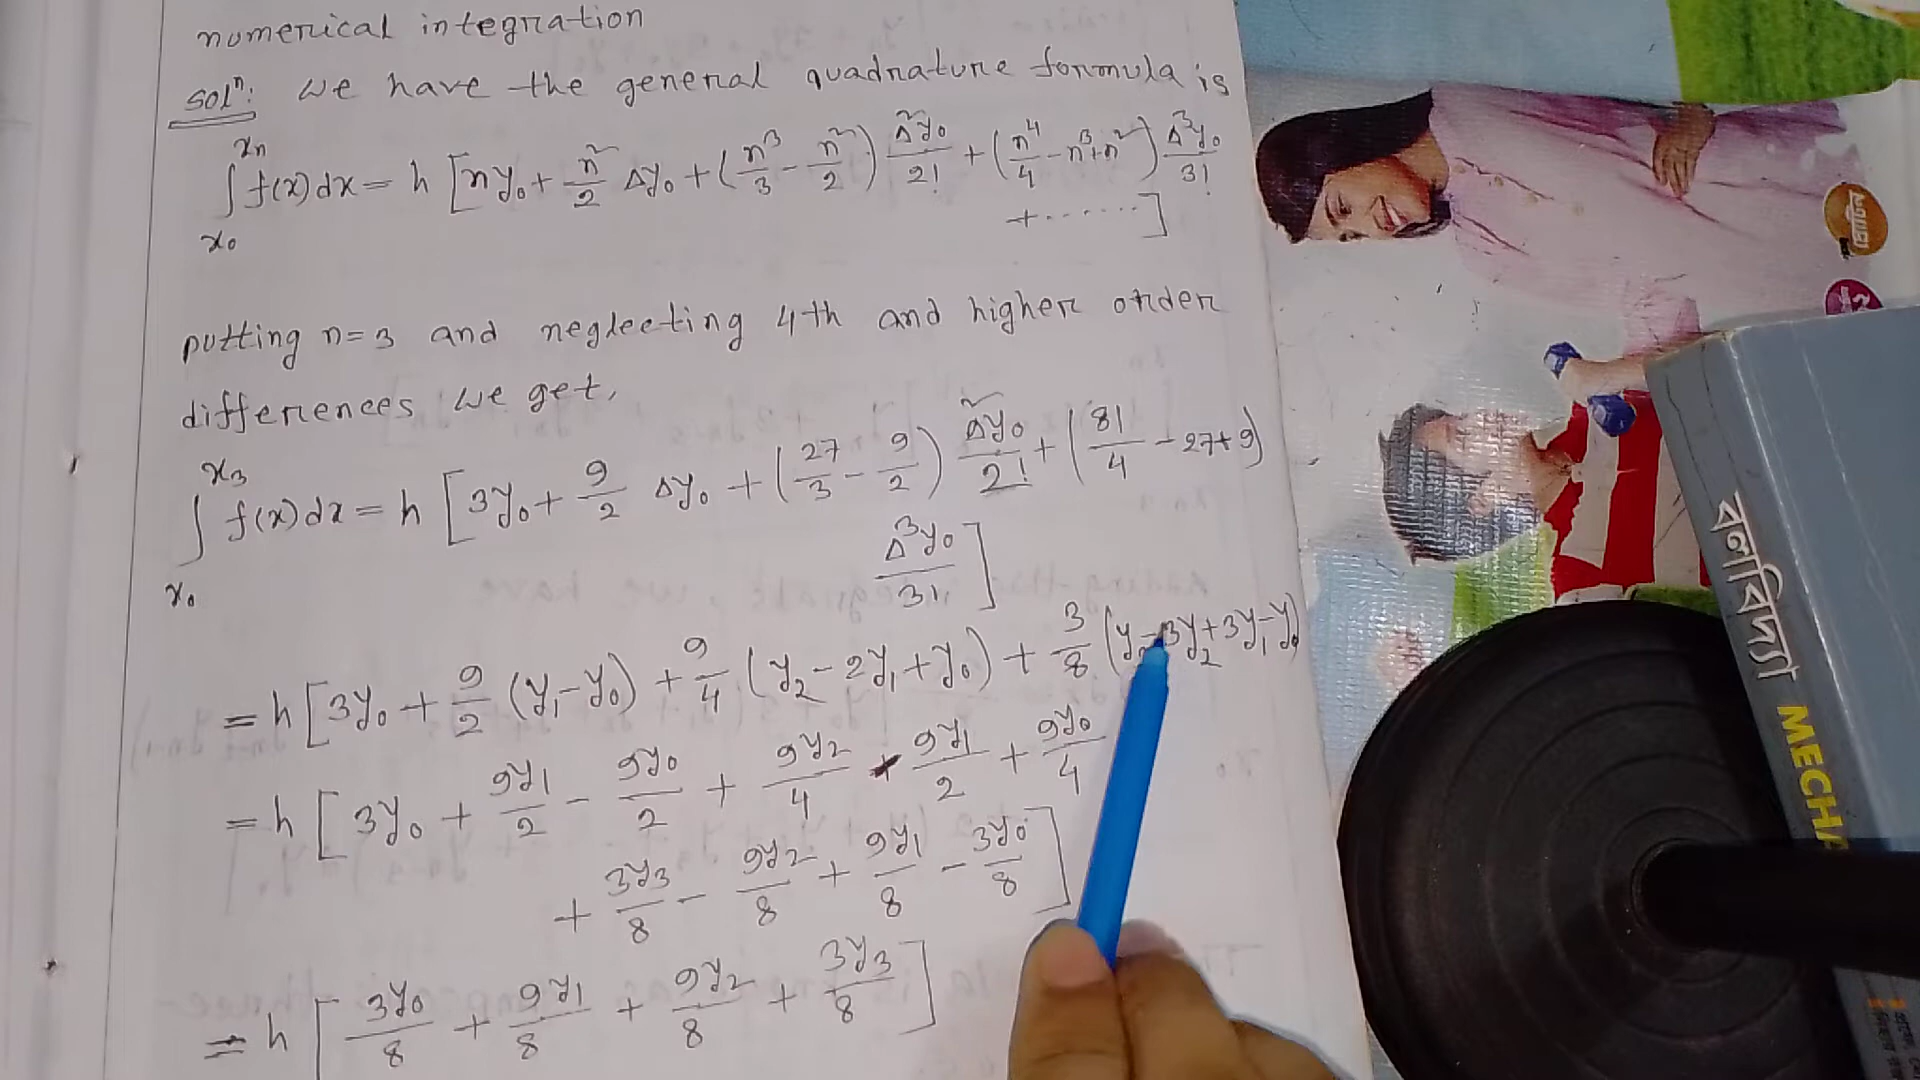 numerical integration
Solⁿ: we have the general quadrature formula is
∫_{x₀}^{xₙ} f(x)dx = h [ny₀ + n²/2 Δy₀ + (n³/3 - n²/2) Δ²y₀/2! + (n⁴/4 - n³ + n²) Δ³y₀/3!
+ ......]
putting n=3 and neglecting 4th and higher order
differences we get,
∫_{x₀}^{x₃} f(x)dx = h [3y₀ + 9/2 Δy₀ + (27/3 - 9/2) Δ²y₀/2! + (81/4 - 27+9)
Δ³y₀/3!]
= h [3y₀ + 9/2 (y₁-y₀) + 9/4 (y₂ - 2y₁ + y₀) + 3/8 (y - 3y₂ + 3y₁ - y₀)
= h [3y₀ + 9y₁/2 - 9y₀/2 + 9y₂/4 - 9y₁/2 + 9y₀/4
+ 3y₃/8 - 9y₂/8 + 9y₁/8 - 3y₀/8]
= h [3y₀/8 + 9y₁/8 + 9y₂/8 + 3y₃/8]
বলবিদ্যা